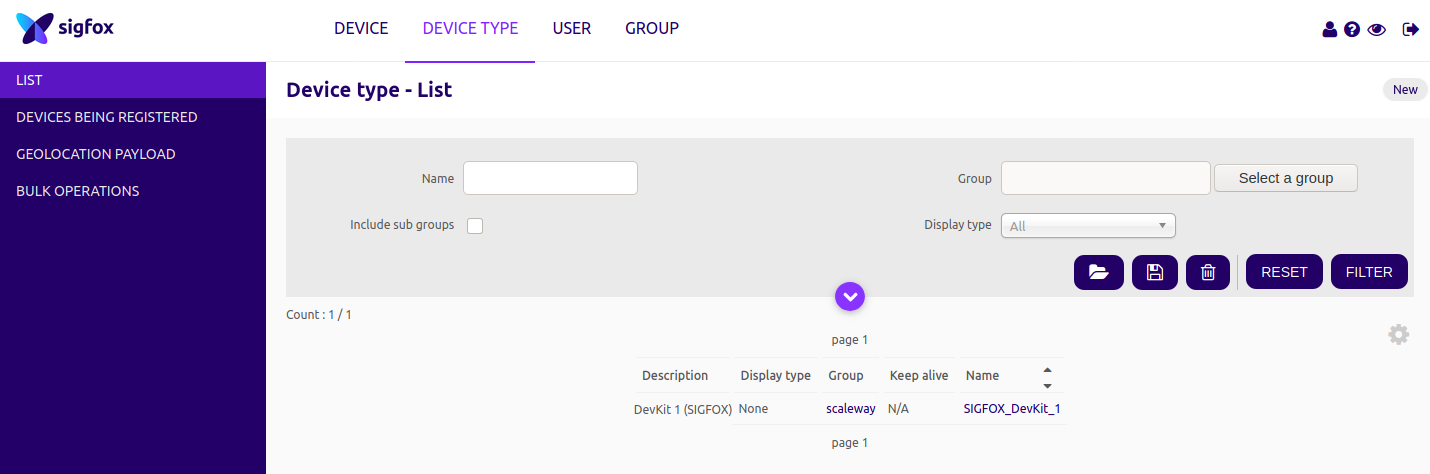 sigfox DEVICE DEVICE TYPE USER GROUP
LIST
DEVICES BEING REGISTERED
GEOLOCATION PAYLOAD
BULK OPERATIONS
Device type - List New
Name Group Select a group
Include sub groups Display type All
RESET FILTER
Count : 1 / 1
page 1
Description Display type Group Keep alive Name
DevKit 1 (SIGFOX) None scaleway N/A SIGFOX_DevKit_1
page 1